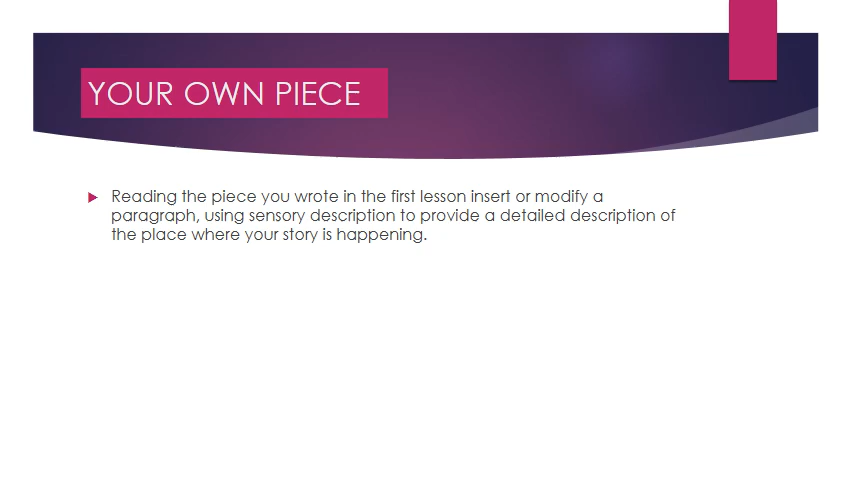 YOUR OWN PIECE
Reading the piece you wrote in the first lesson insert or modify a
paragraph, using sensory description to provide a detailed description of
the place where your story is happening.